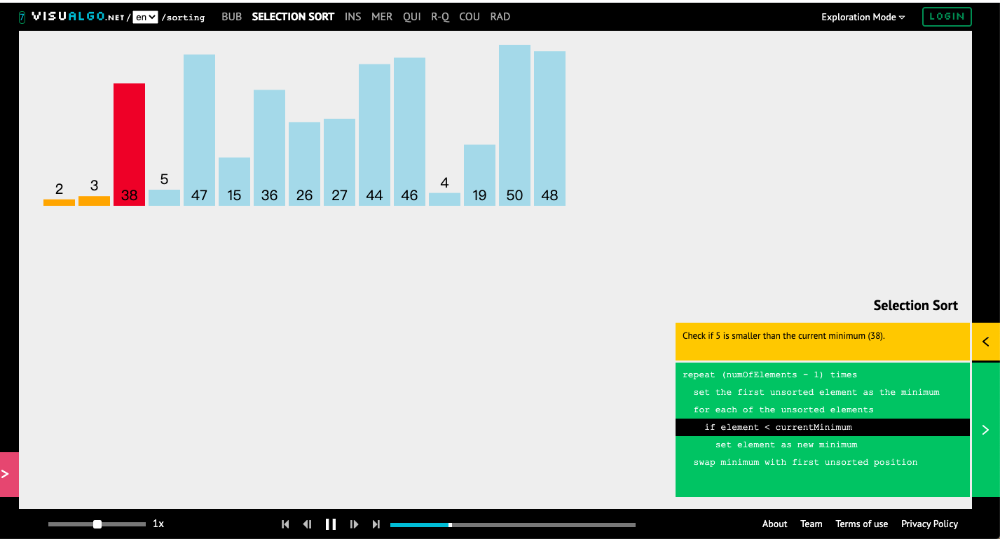 7 VISUALGO.NET/ en /sorting BUB SELECTION SORT INS MER QUI R-Q COU RAD Exploration Mode ▿ LOGIN
2 3 38 5 47 15 36 26 27 44 46 4 19 50 48
Selection Sort
Check if 5 is smaller than the current minimum (38).
<
repeat (numOfElements - 1) times
set the first unsorted element as the minimum
for each of the unsorted elements
if element < currentMinimum
>
set element as new minimum
swap minimum with first unsorted position
>
1x About Team Terms of use Privacy Policy